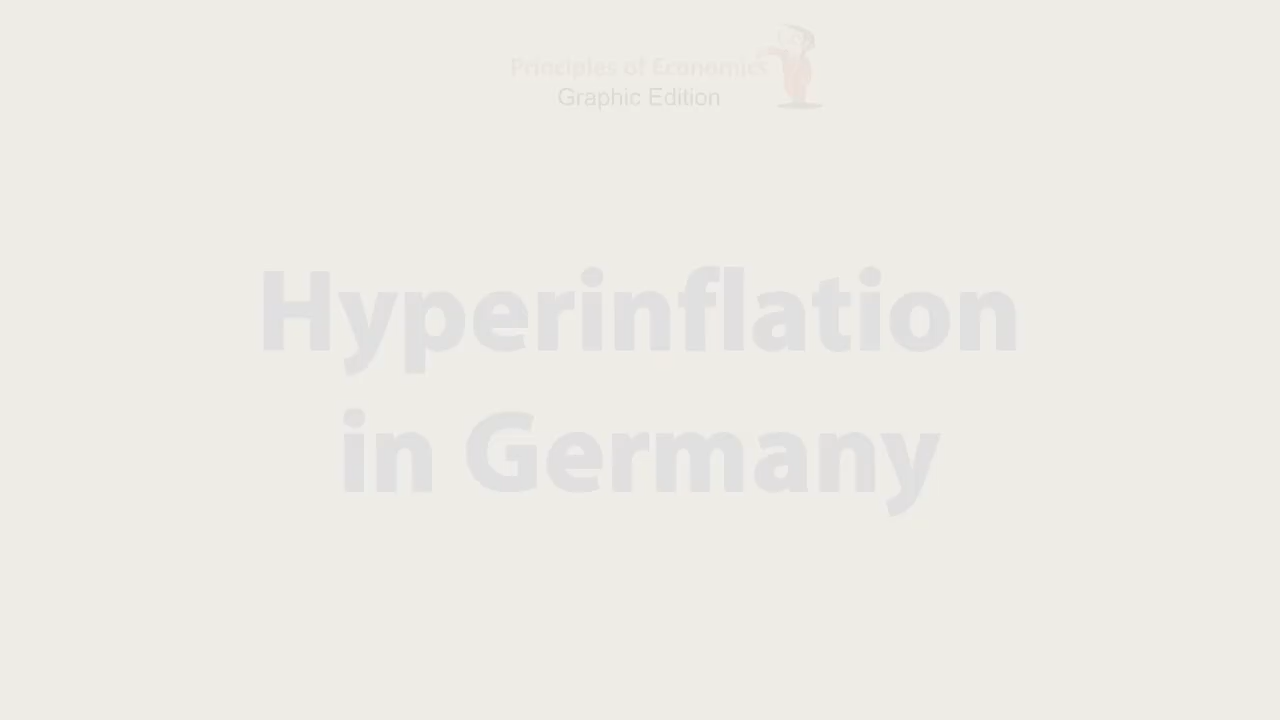 Principles of Economics
Graphic Edition
Hyperinflation
in Germany